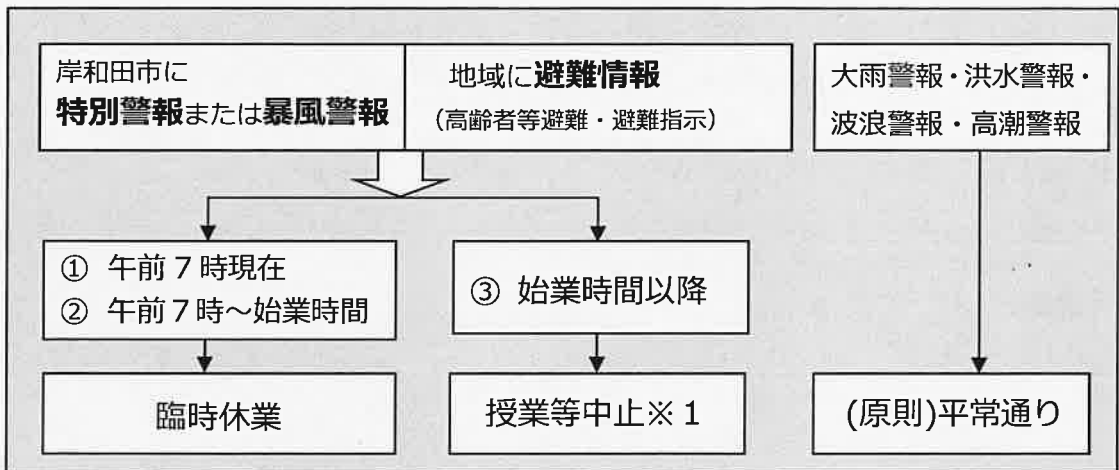 岸和田市に
特別警報または暴風警報
地域に避難情報
(高齢者等避難・避難指示)
大雨警報・洪水警報・
波浪警報・高潮警報
① 午前7時現在
② 午前7時～始業時間
③ 始業時間以降
臨時休業
授業等中止※1
(原則)平常通り